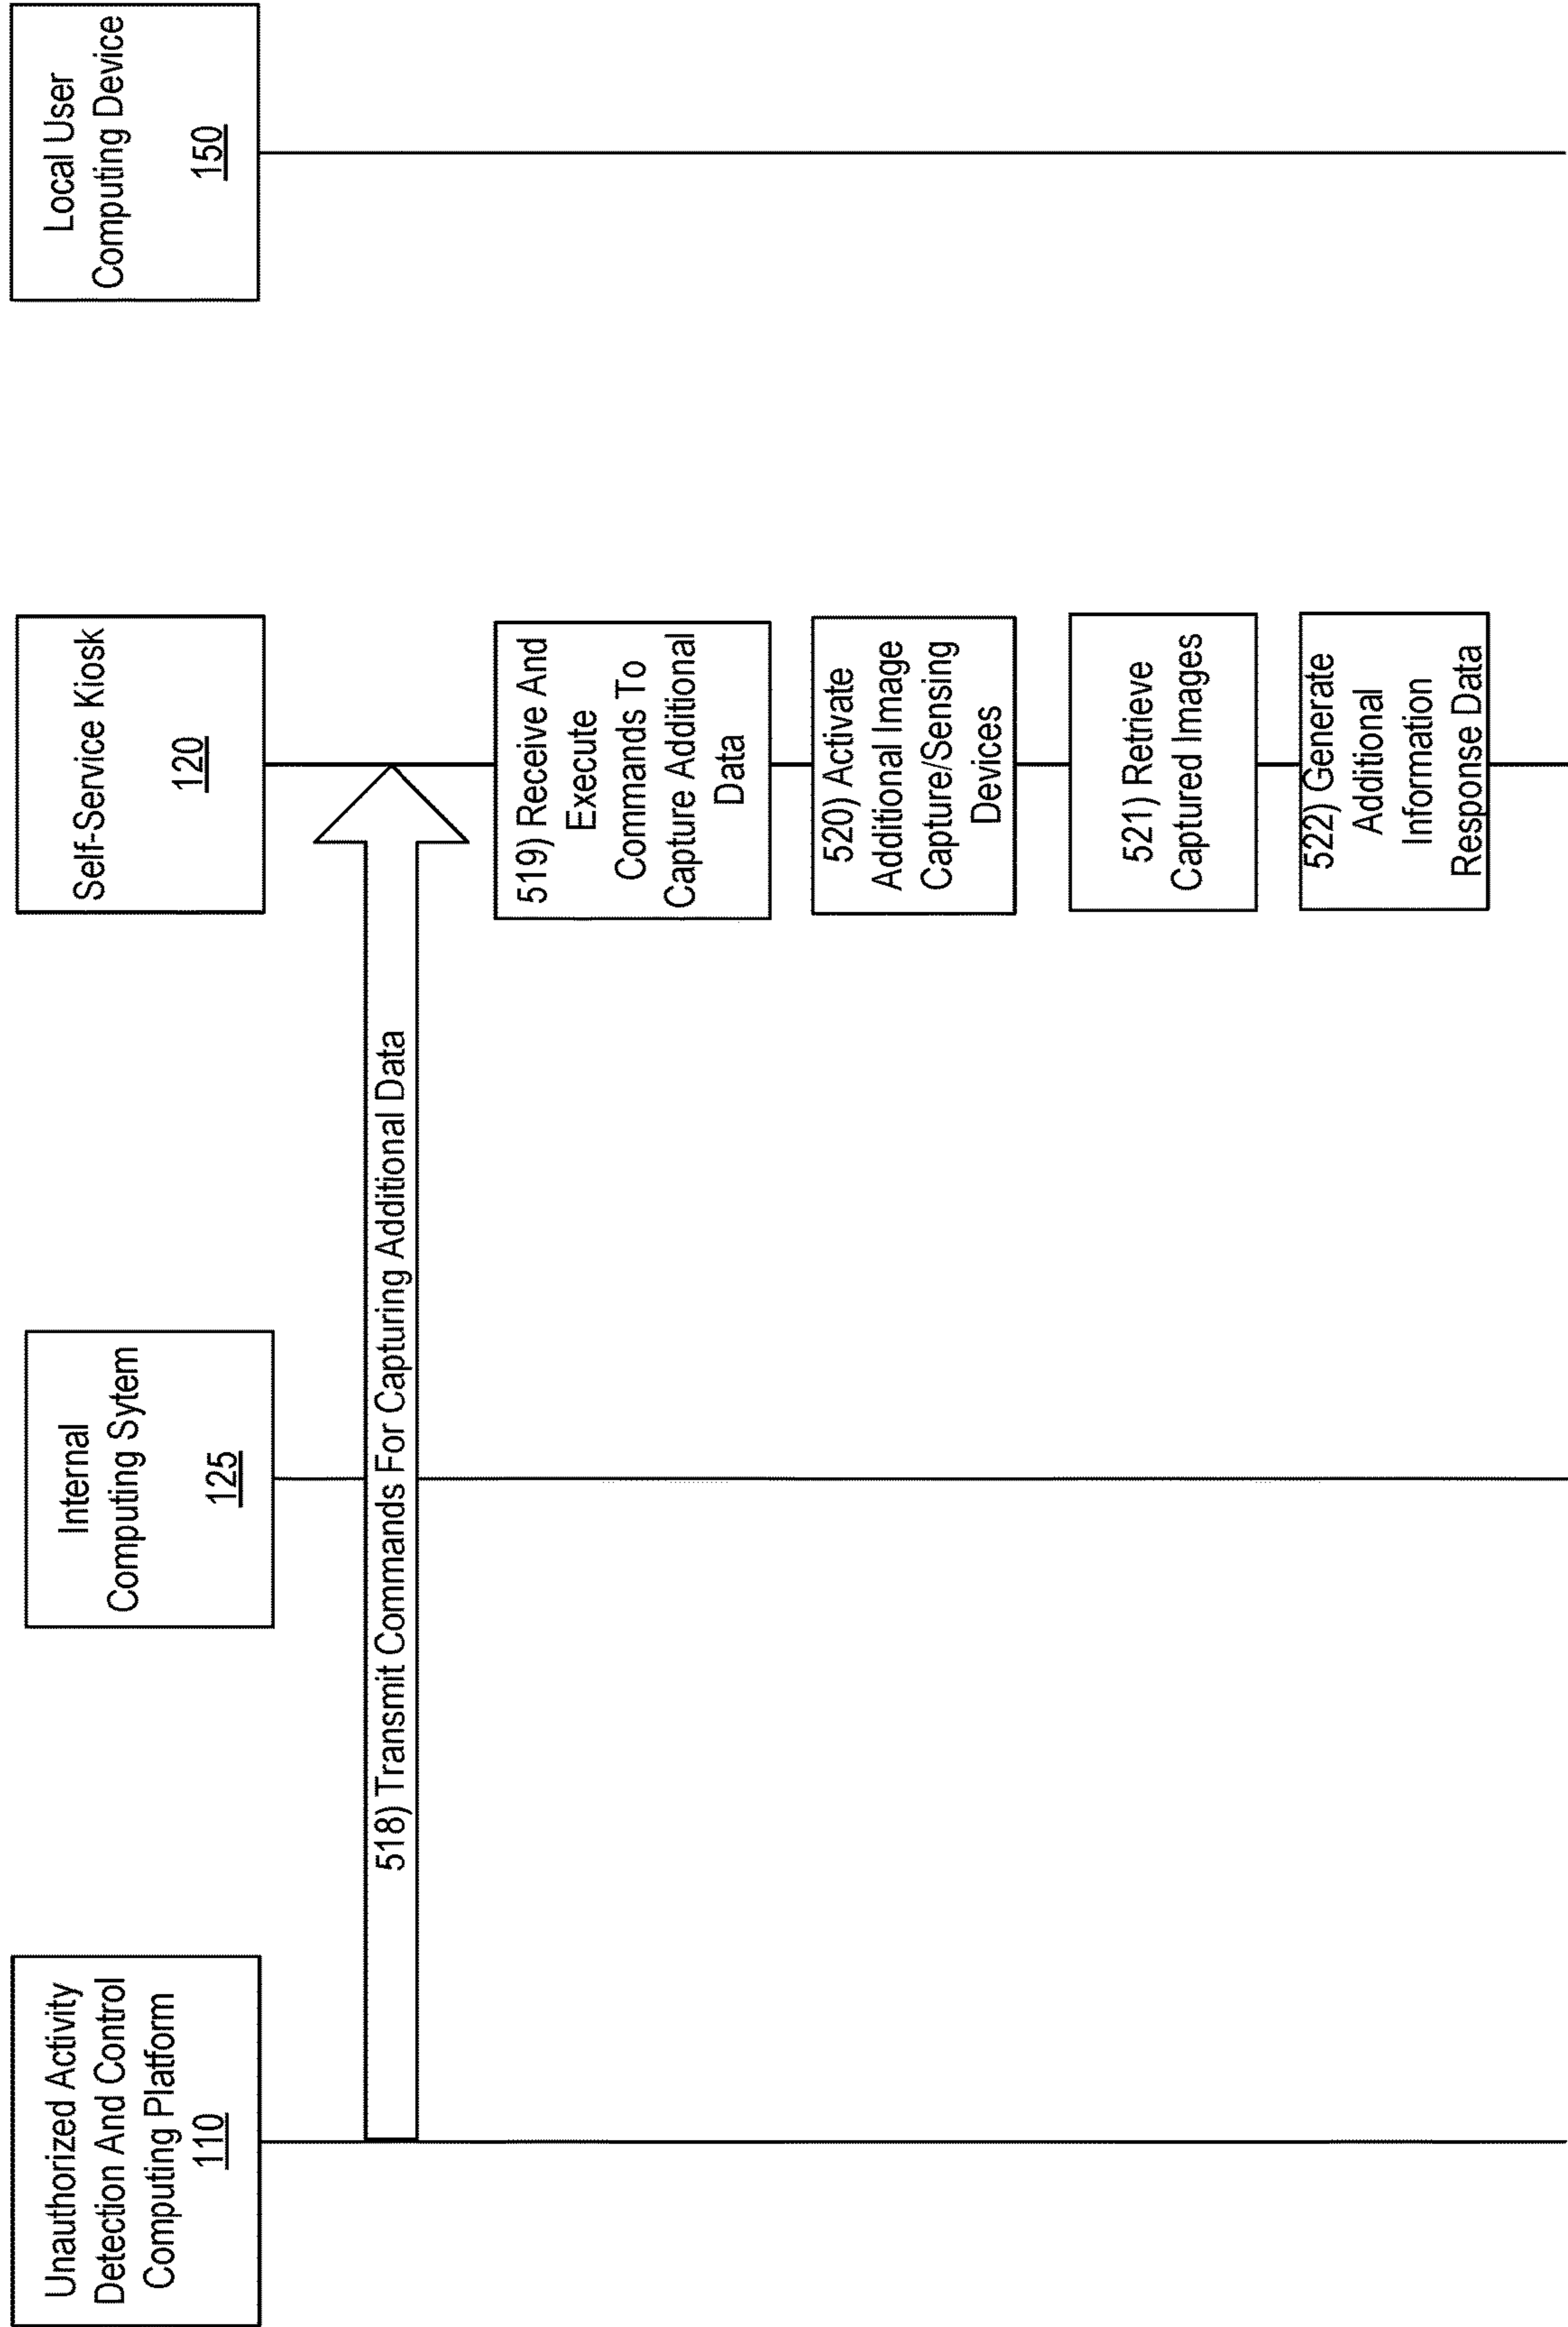 Unauthorized Activity
Detection And Control
Computing Platform
110
Internal
Computing Sytem
125
Self-Service Kiosk
120
Local User
Computing Device
150
518) Transmit Commands For Capturing Additional Data
519) Receive And
Execute
Commands To
Capture Additional
Data
520) Activate
Additional Image
Capture/Sensing
Devices
521) Retrieve
Captured Images
522) Generate
Additional
Information
Response Data